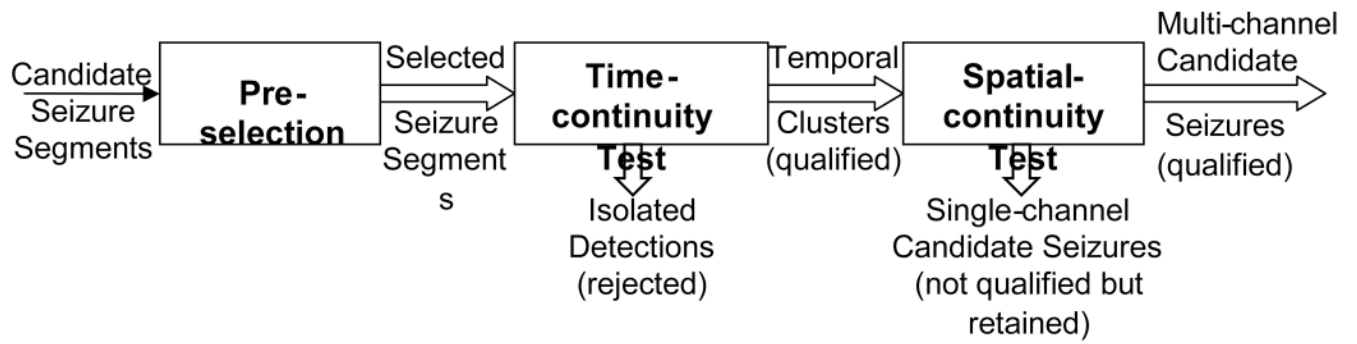 Candidate
Seizure
Segments
Pre-
selection
Selected
Seizure
Segment
s
Time-
continuity
Test
Isolated
Detections
(rejected)
Temporal
Clusters
(qualified)
Spatial-
continuity
Test
Single-channel
Candidate Seizures
(not qualified but
retained)
Multi-channel
Candidate
Seizures
(qualified)